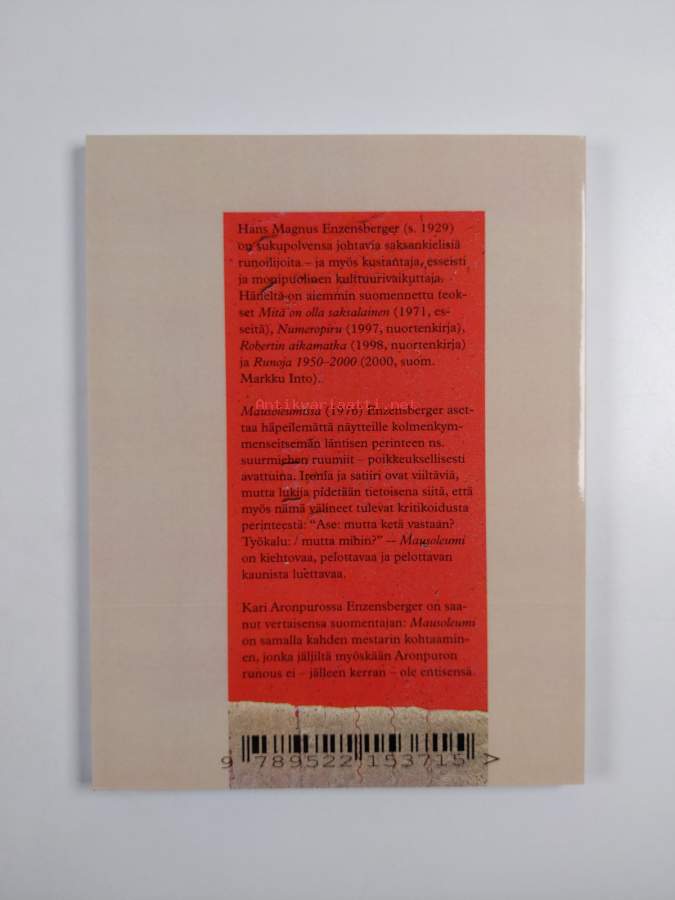 Hans Magnus Enzensberger (s. 1929)
on sukupolvensa johtavia saksankielisiä
runoilijoita – ja myös kustantaja, esseisti
ja monipuolinen kulttuurivaikuttaja.
Häneltä on aiemmin suomennettu teok-
set Mitä on olla saksalainen (1971, es-
seitä), Numeropiru (1997, nuortenkirja),
Robertin aikamatka (1998, nuortenkirja)
ja Runoja 1950–2000 (2000, suom.
Markku Into).
Antikvariaatti.net
Mausoleumissa (1976) Enzensberger aset-
taa häpeilemättä näytteille kolmenkym-
menseitsemän läntisen perinteen ns.
suurmiehen ruumiit – poikkeuksellisesti
avattuina. Ironia ja satiiri ovat viiltäviä,
mutta lukija pidetään tietoisena siitä, että
myös nämä välineet tulevat kritikoidusta
perinteestä: “Ase: mutta ketä vastaan?
Työkalu: / mutta mihin?” -- Mausoleumi
on kiehtovaa, pelottavaa ja pelottavan
kaunista luettavaa.
Kari Aronpurossa Enzensberger on saa-
nut vertaisensa suomentajan: Mausoleumi
on samalla kahden mestarin kohtaamin-
en, jonka jäljiltä myöskään Aronpuron
runous ei – jälleen kerran – ole entisensä.
9 789522 153715 >